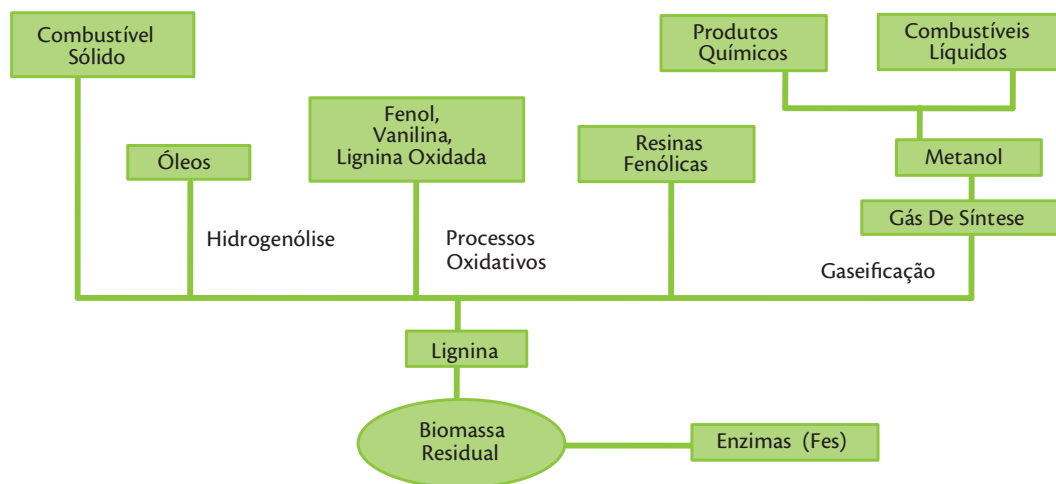 Combustível
Sólido
Produtos
Químicos
Combustíveis
Líquidos
Fenol,
Vanilina,
Lignina Oxidada
Óleos
Resinas
Fenólicas
Metanol
Gás De Síntese
Hidrogenólise
Processos
Oxidativos
Gaseificação
Lignina
Biomassa
Residual
Enzimas (Fes)